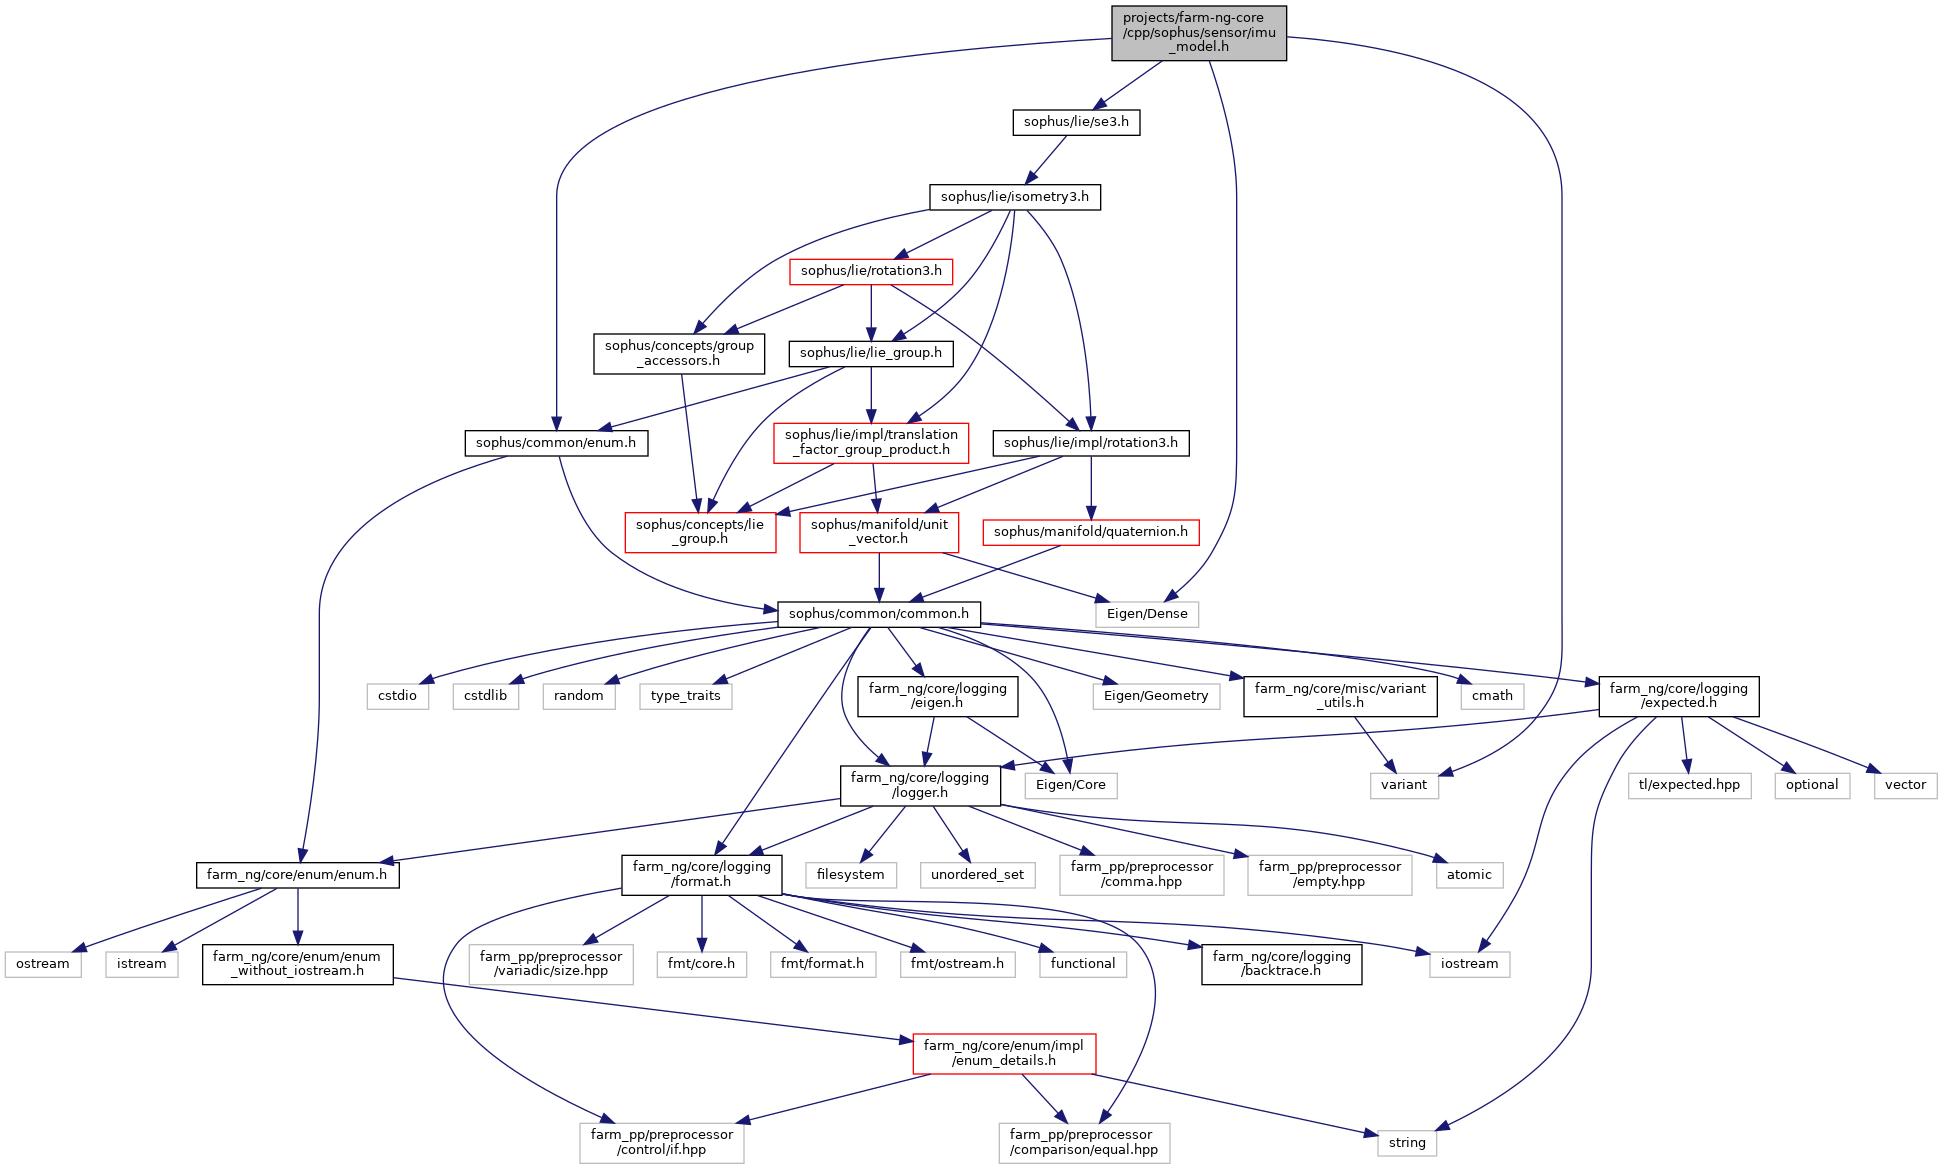 projects/farm-ng-core
/cpp/sophus/sensor/imu
_model.h
sophus/lie/se3.h
sophus/lie/isometry3.h
sophus/lie/rotation3.h
sophus/concepts/group
_accessors.h
sophus/lie/lie_group.h
sophus/common/enum.h
sophus/lie/impl/translation
_factor_group_product.h
sophus/lie/impl/rotation3.h
sophus/concepts/lie
_group.h
sophus/manifold/unit
_vector.h
sophus/manifold/quaternion.h
sophus/common/common.h
Eigen/Dense
cstdio
cstdlib
random
type_traits
farm_ng/core/logging
/eigen.h
Eigen/Geometry
farm_ng/core/misc/variant
_utils.h
cmath
farm_ng/core/logging
/expected.h
farm_ng/core/logging
/logger.h
Eigen/Core
variant
tl/expected.hpp
optional
vector
farm_ng/core/enum/enum.h
farm_ng/core/logging
/format.h
filesystem
unordered_set
farm_pp/preprocessor
/comma.hpp
farm_pp/preprocessor
/empty.hpp
atomic
ostream
istream
farm_ng/core/enum/enum
_without_iostream.h
farm_pp/preprocessor
/variadic/size.hpp
fmt/core.h
fmt/format.h
fmt/ostream.h
functional
farm_ng/core/logging
/backtrace.h
iostream
farm_ng/core/enum/impl
/enum_details.h
farm_pp/preprocessor
/control/if.hpp
farm_pp/preprocessor
/comparison/equal.hpp
string